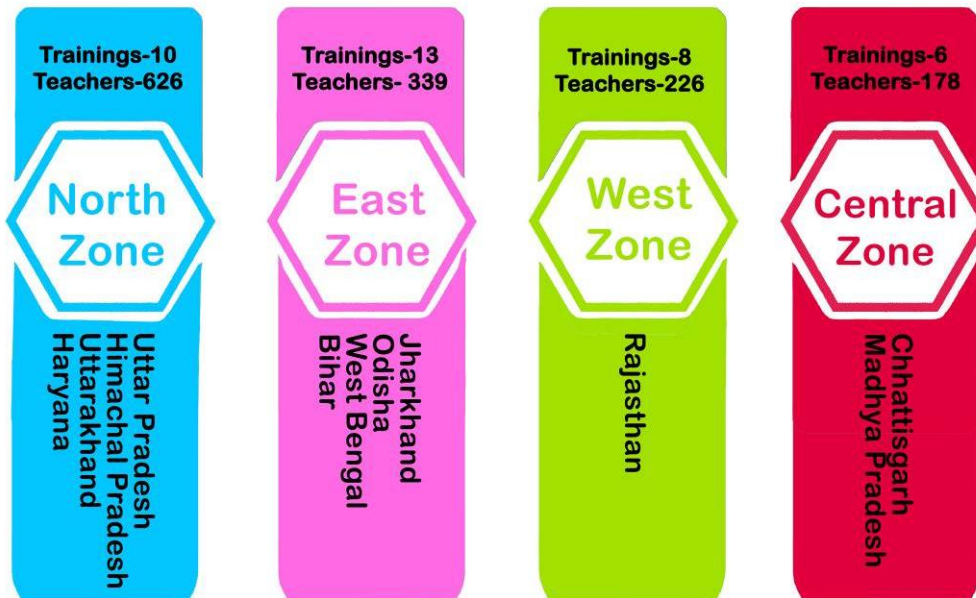 Trainings-10
Teachers-626
North
Zone
Uttar Pradesh
Himachal Pradesh
Uttarakhand
Haryana
Trainings-13
Teachers- 339
East
Zone
Jharkhand
Odisha
West Bengal
Bihar
Trainings-8
Teachers-226
West
Zone
Rajasthan
Trainings-6
Teachers-178
Central
Zone
Chhattisgarh
Madhya Pradesh